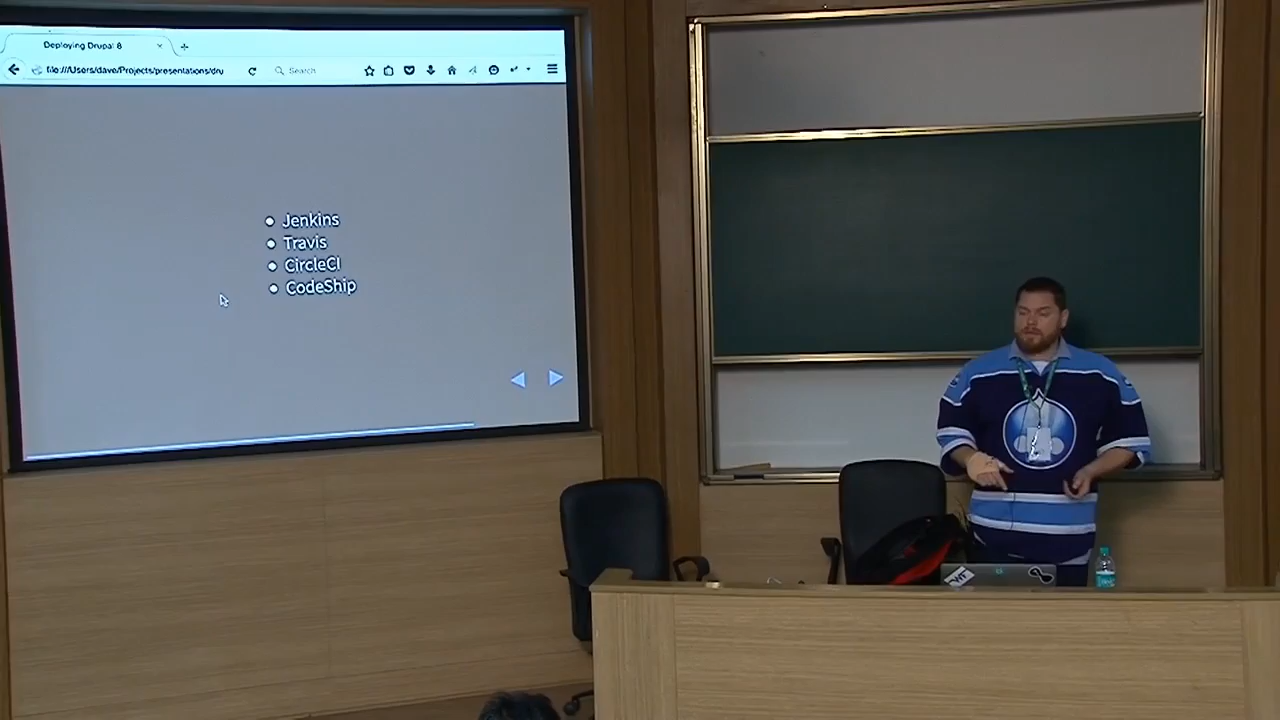 Deploying Drupal 8
file:///Users/dave/Projects/presentations/dru
Search
Jenkins
Travis
CircleCI
CodeShip